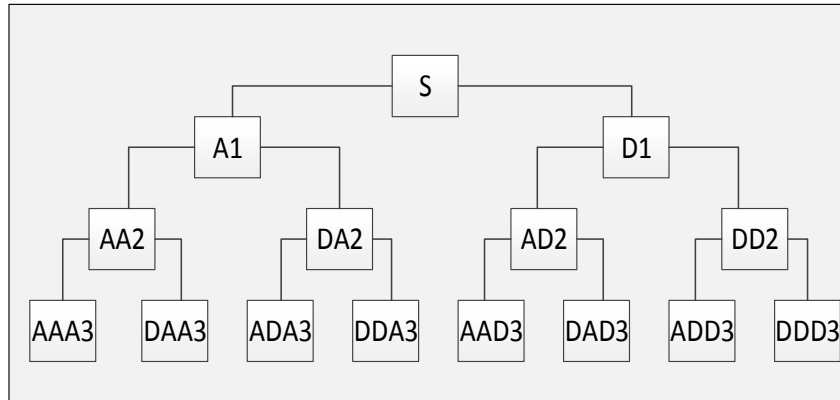 S
A1 D1
AA2 DA2 AD2 DD2
AAA3 DAA3 ADA3 DDA3 AAD3 DAD3 ADD3 DDD3